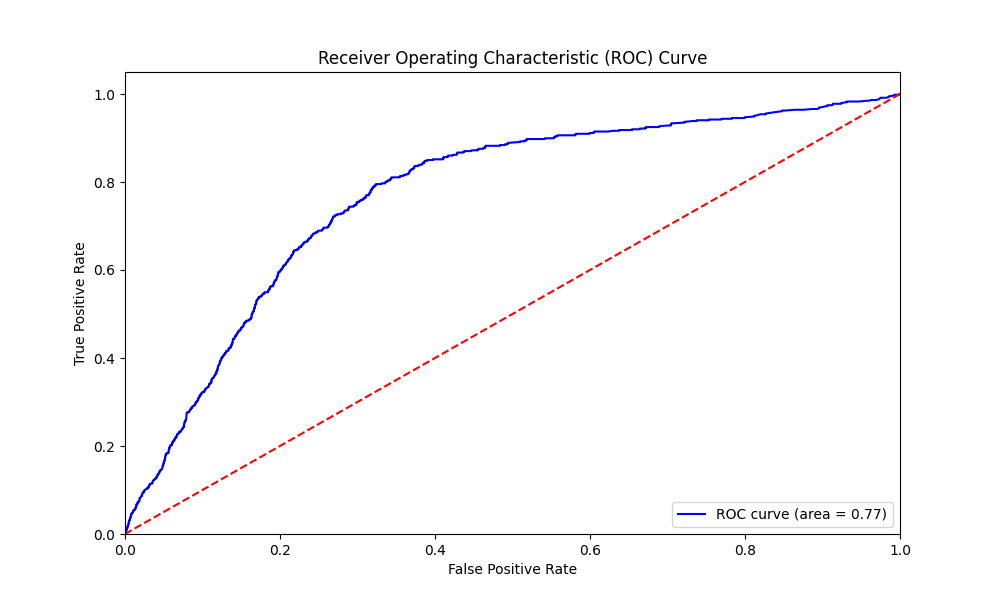 Receiver Operating Characteristic (ROC) Curve
1.0
0.8
0.6
0.4
0.2
0.0
True Positive Rate
ROC curve (area = 0.77)
0.0 0.2 0.4 0.6 0.8 1.0
False Positive Rate